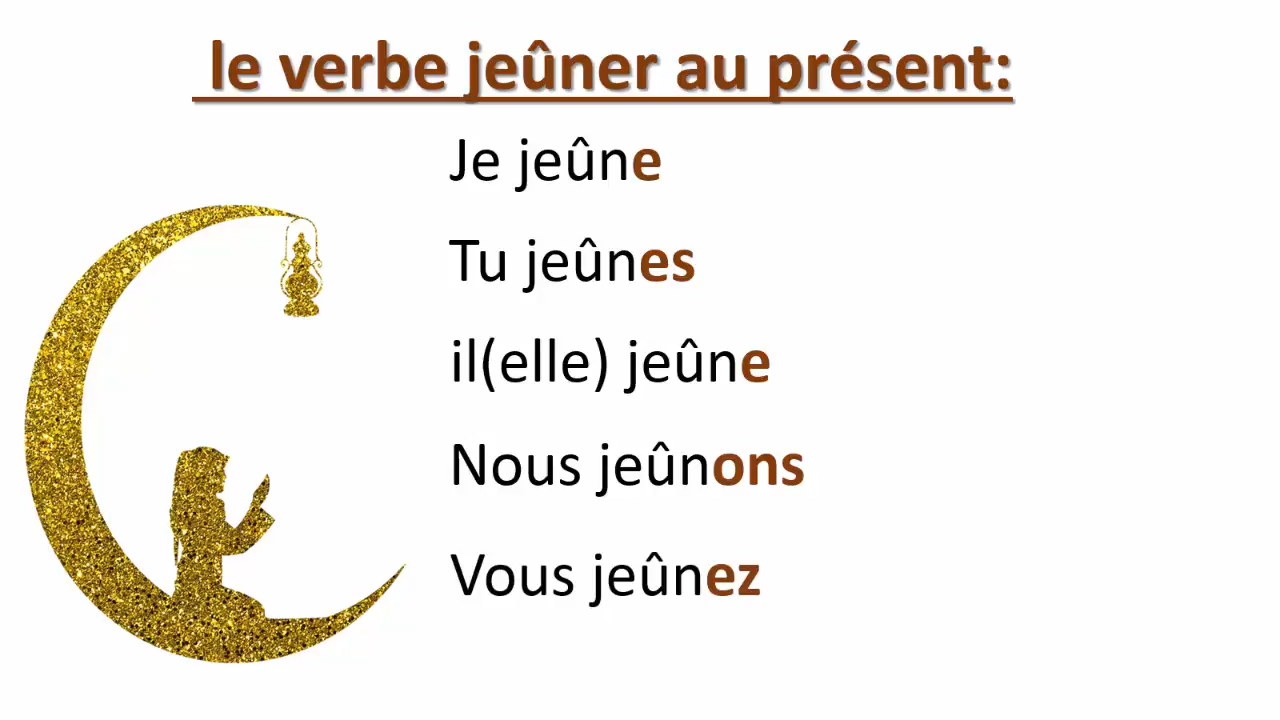 le verbe jeûner au présent:
Je jeûne
Tu jeûnes
il(elle) jeûne
Nous jeûnons
Vous jeûnez